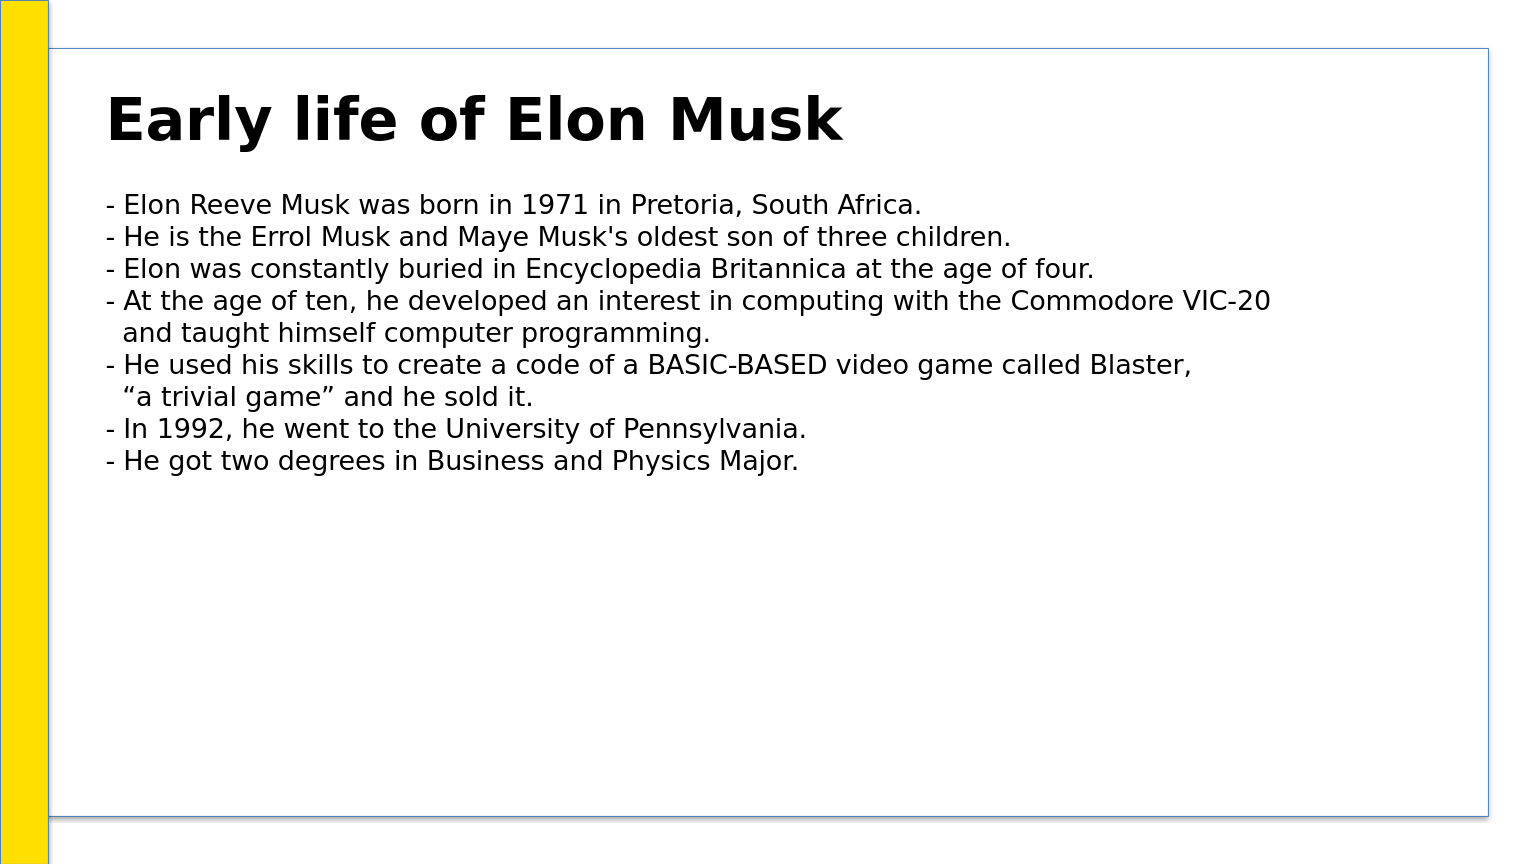 Early life of Elon Musk
- Elon Reeve Musk was born in 1971 in Pretoria, South Africa.
- He is the Errol Musk and Maye Musk's oldest son of three children.
- Elon was constantly buried in Encyclopedia Britannica at the age of four.
- At the age of ten, he developed an interest in computing with the Commodore VIC-20
and taught himself computer programming.
- He used his skills to create a code of a BASIC-BASED video game called Blaster,
“a trivial game” and he sold it.
- In 1992, he went to the University of Pennsylvania.
- He got two degrees in Business and Physics Major.